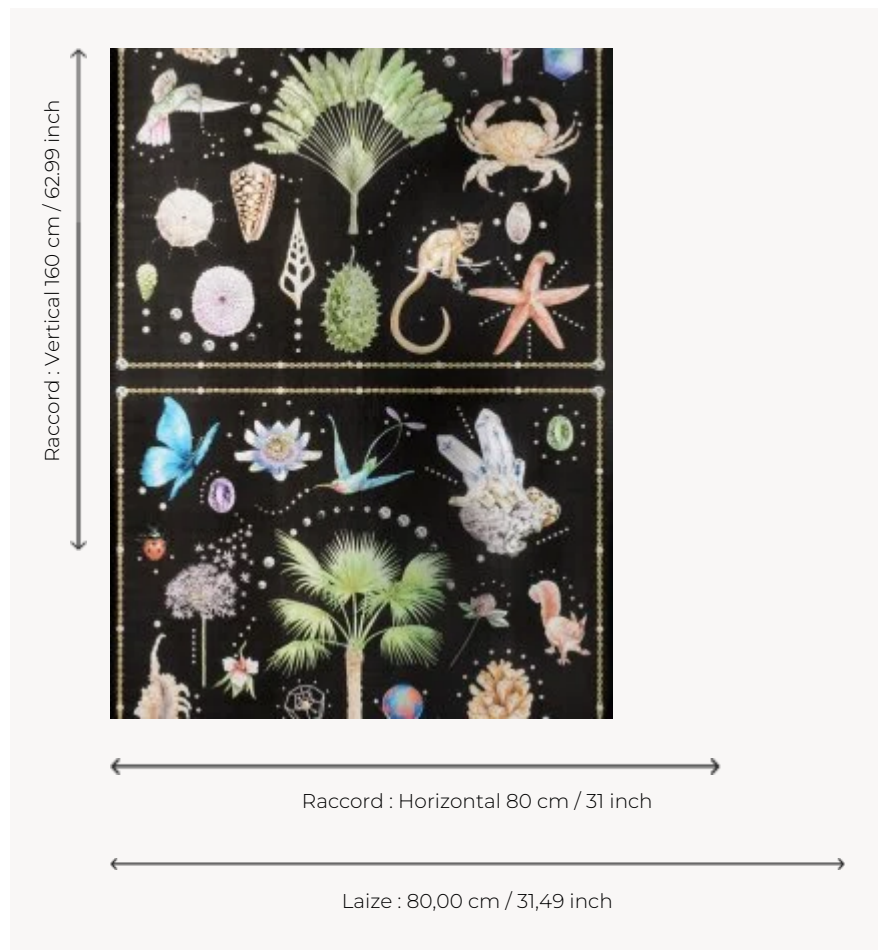 Raccord : Vertical 160 cm / 62.99 inch
Raccord : Horizontal 80 cm / 31 inch
Laize : 80,00 cm / 31,49 inch